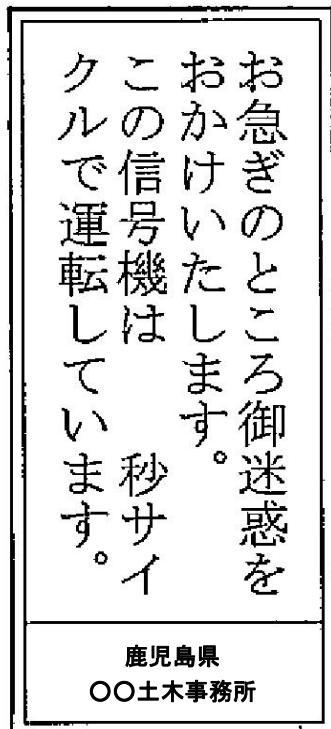 お急ぎのところ御迷惑を
おかけいたします。
この信号機は　　秒サイ
クルで運転しています。
鹿児島県
〇〇土木事務所